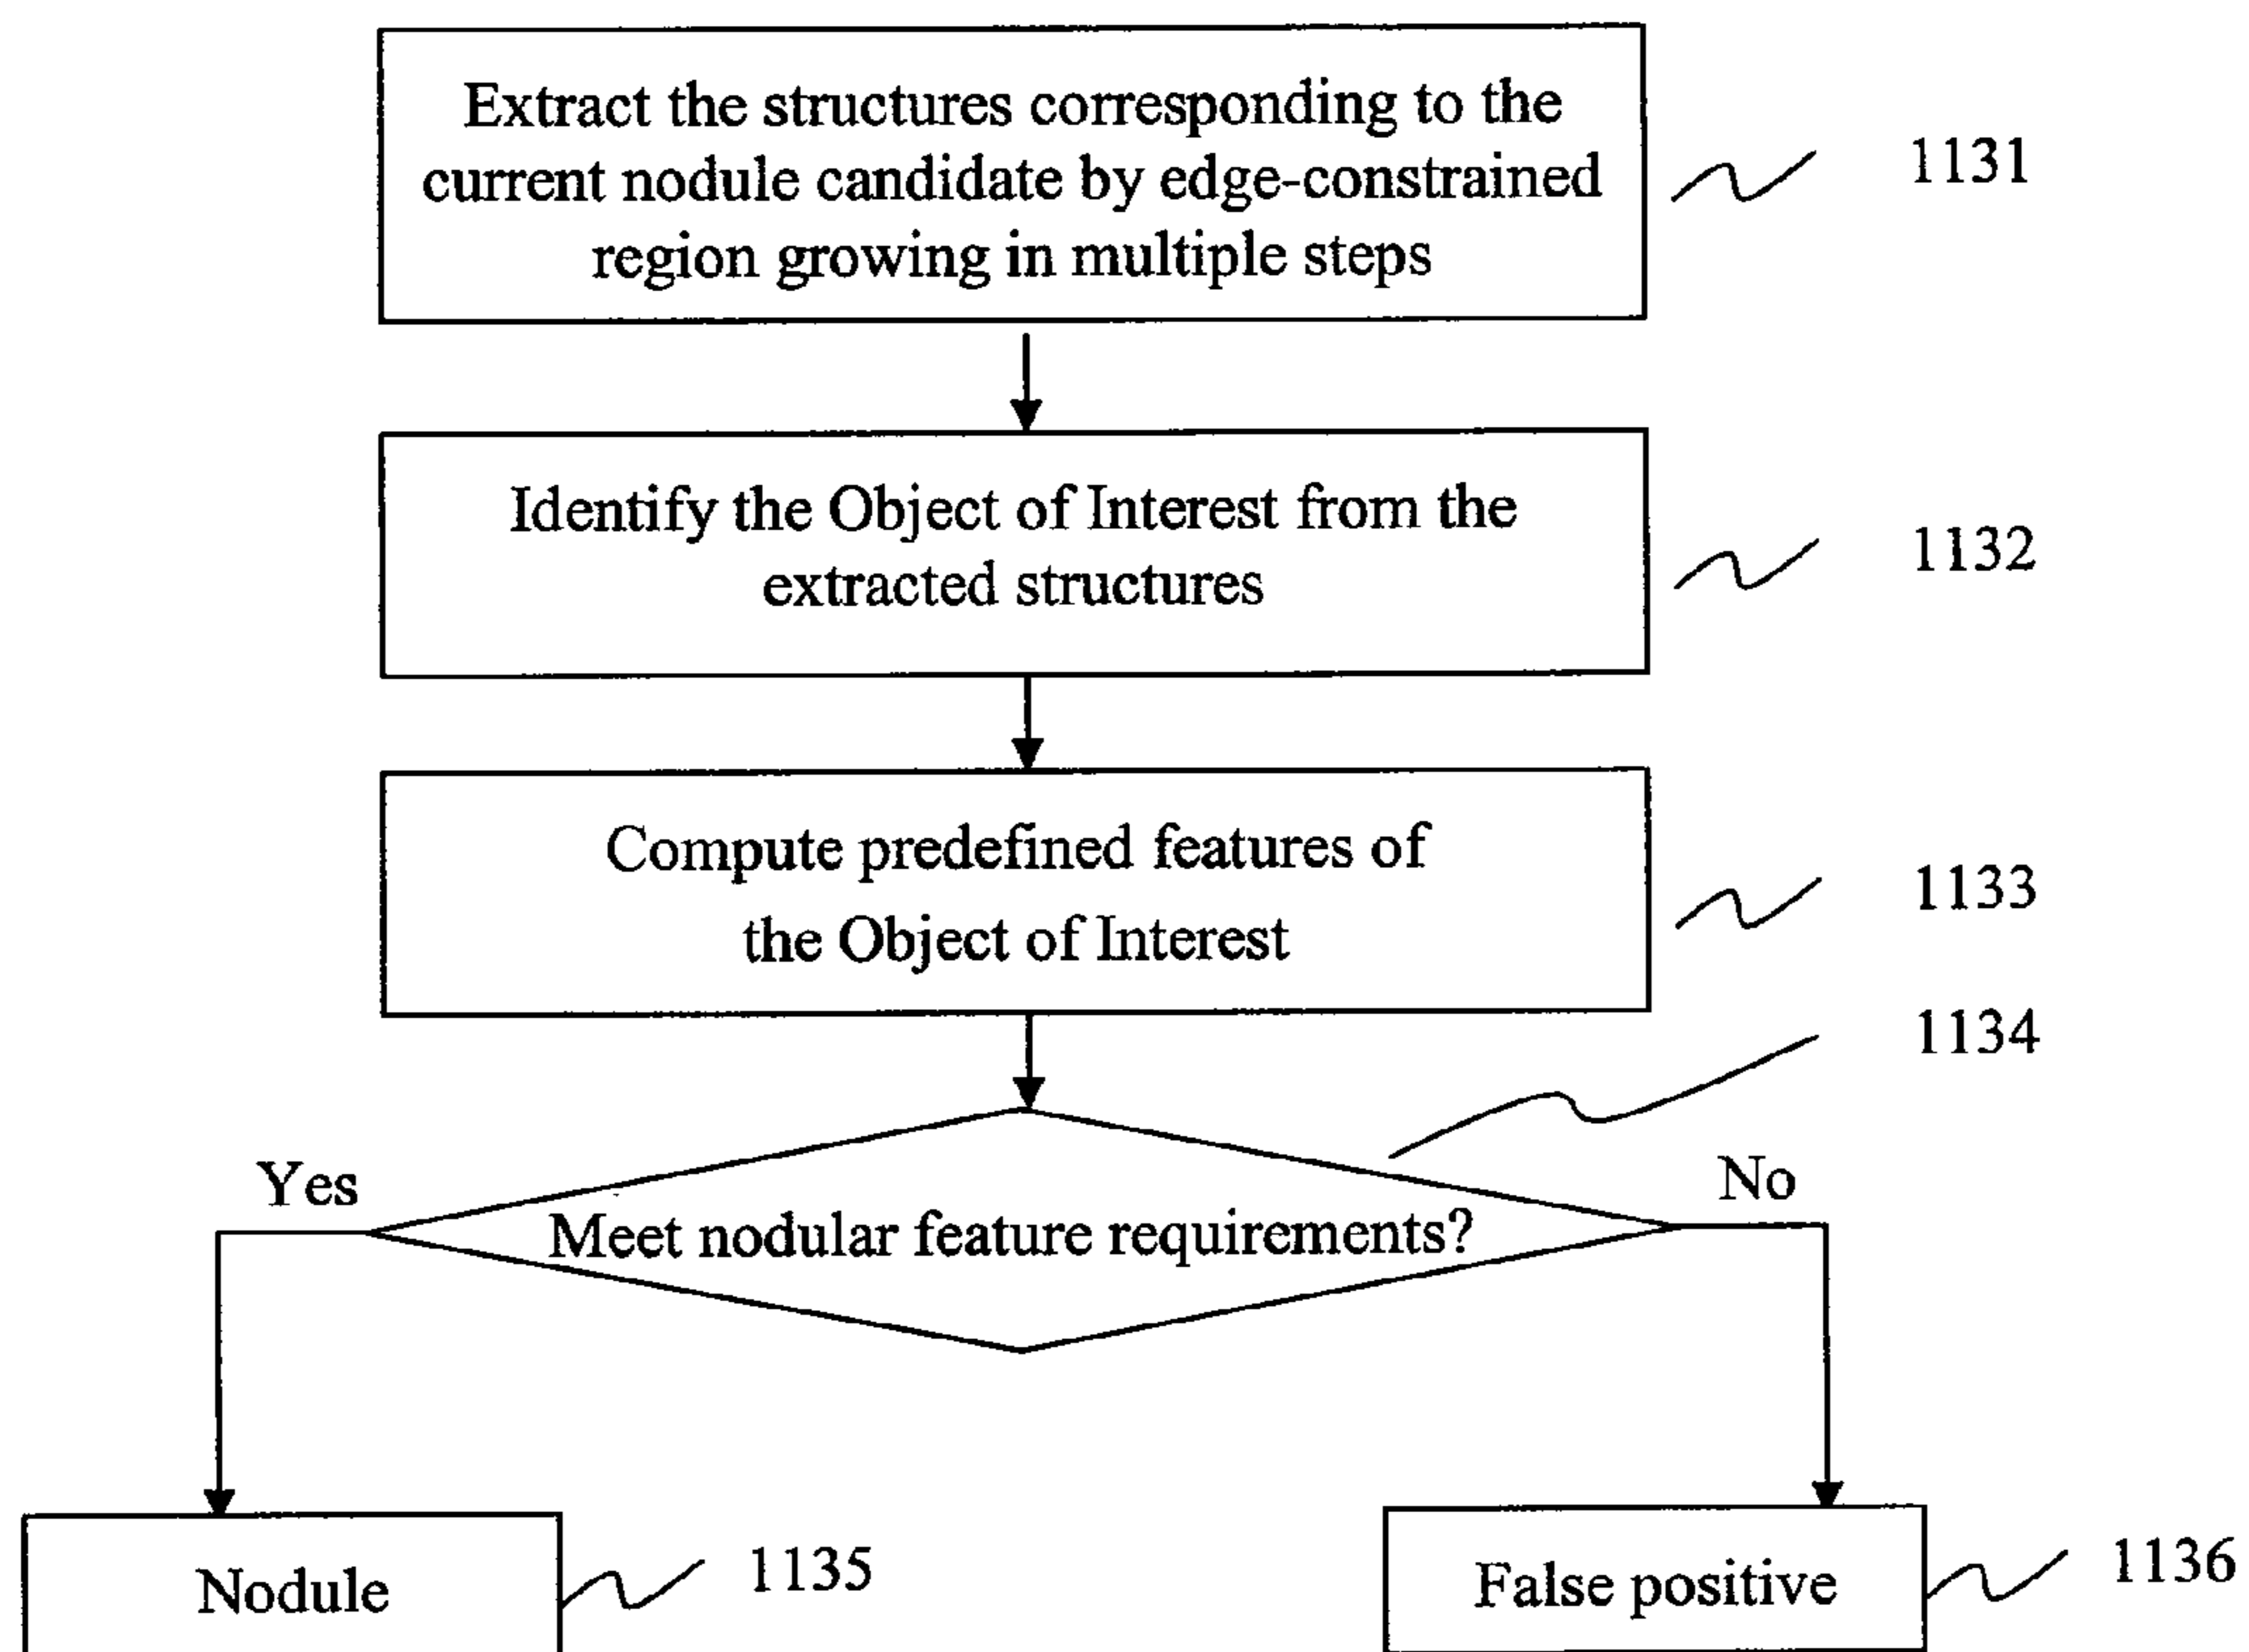 Extract the structures corresponding to the
current nodule candidate by edge-constrained
region growing in multiple steps
1131
Identify the Object of Interest from the
extracted structures
1132
Compute predefined features of
the Object of Interest
1133
1134
Yes
No
Meet nodular feature requirements?
Nodule
1135
False positive
1136